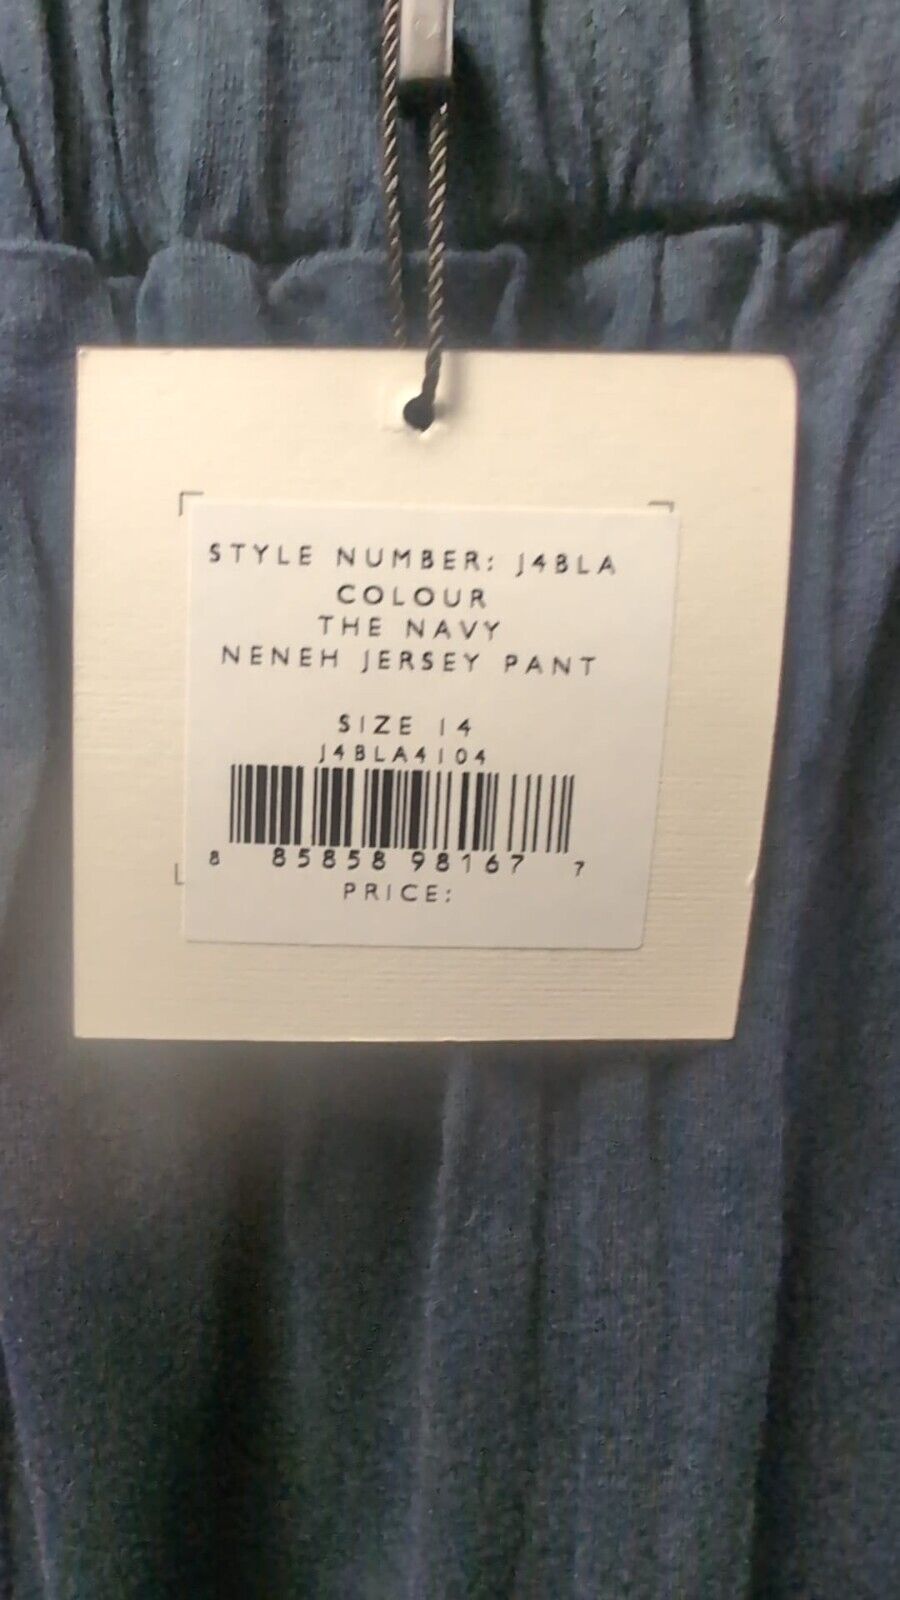 STYLE NUMBER: J4BLA
COLOUR
THE NAVY
NENEH JERSEY PANT
SIZE 14
J4BLA4104
8 85858 98167 7
PRICE: